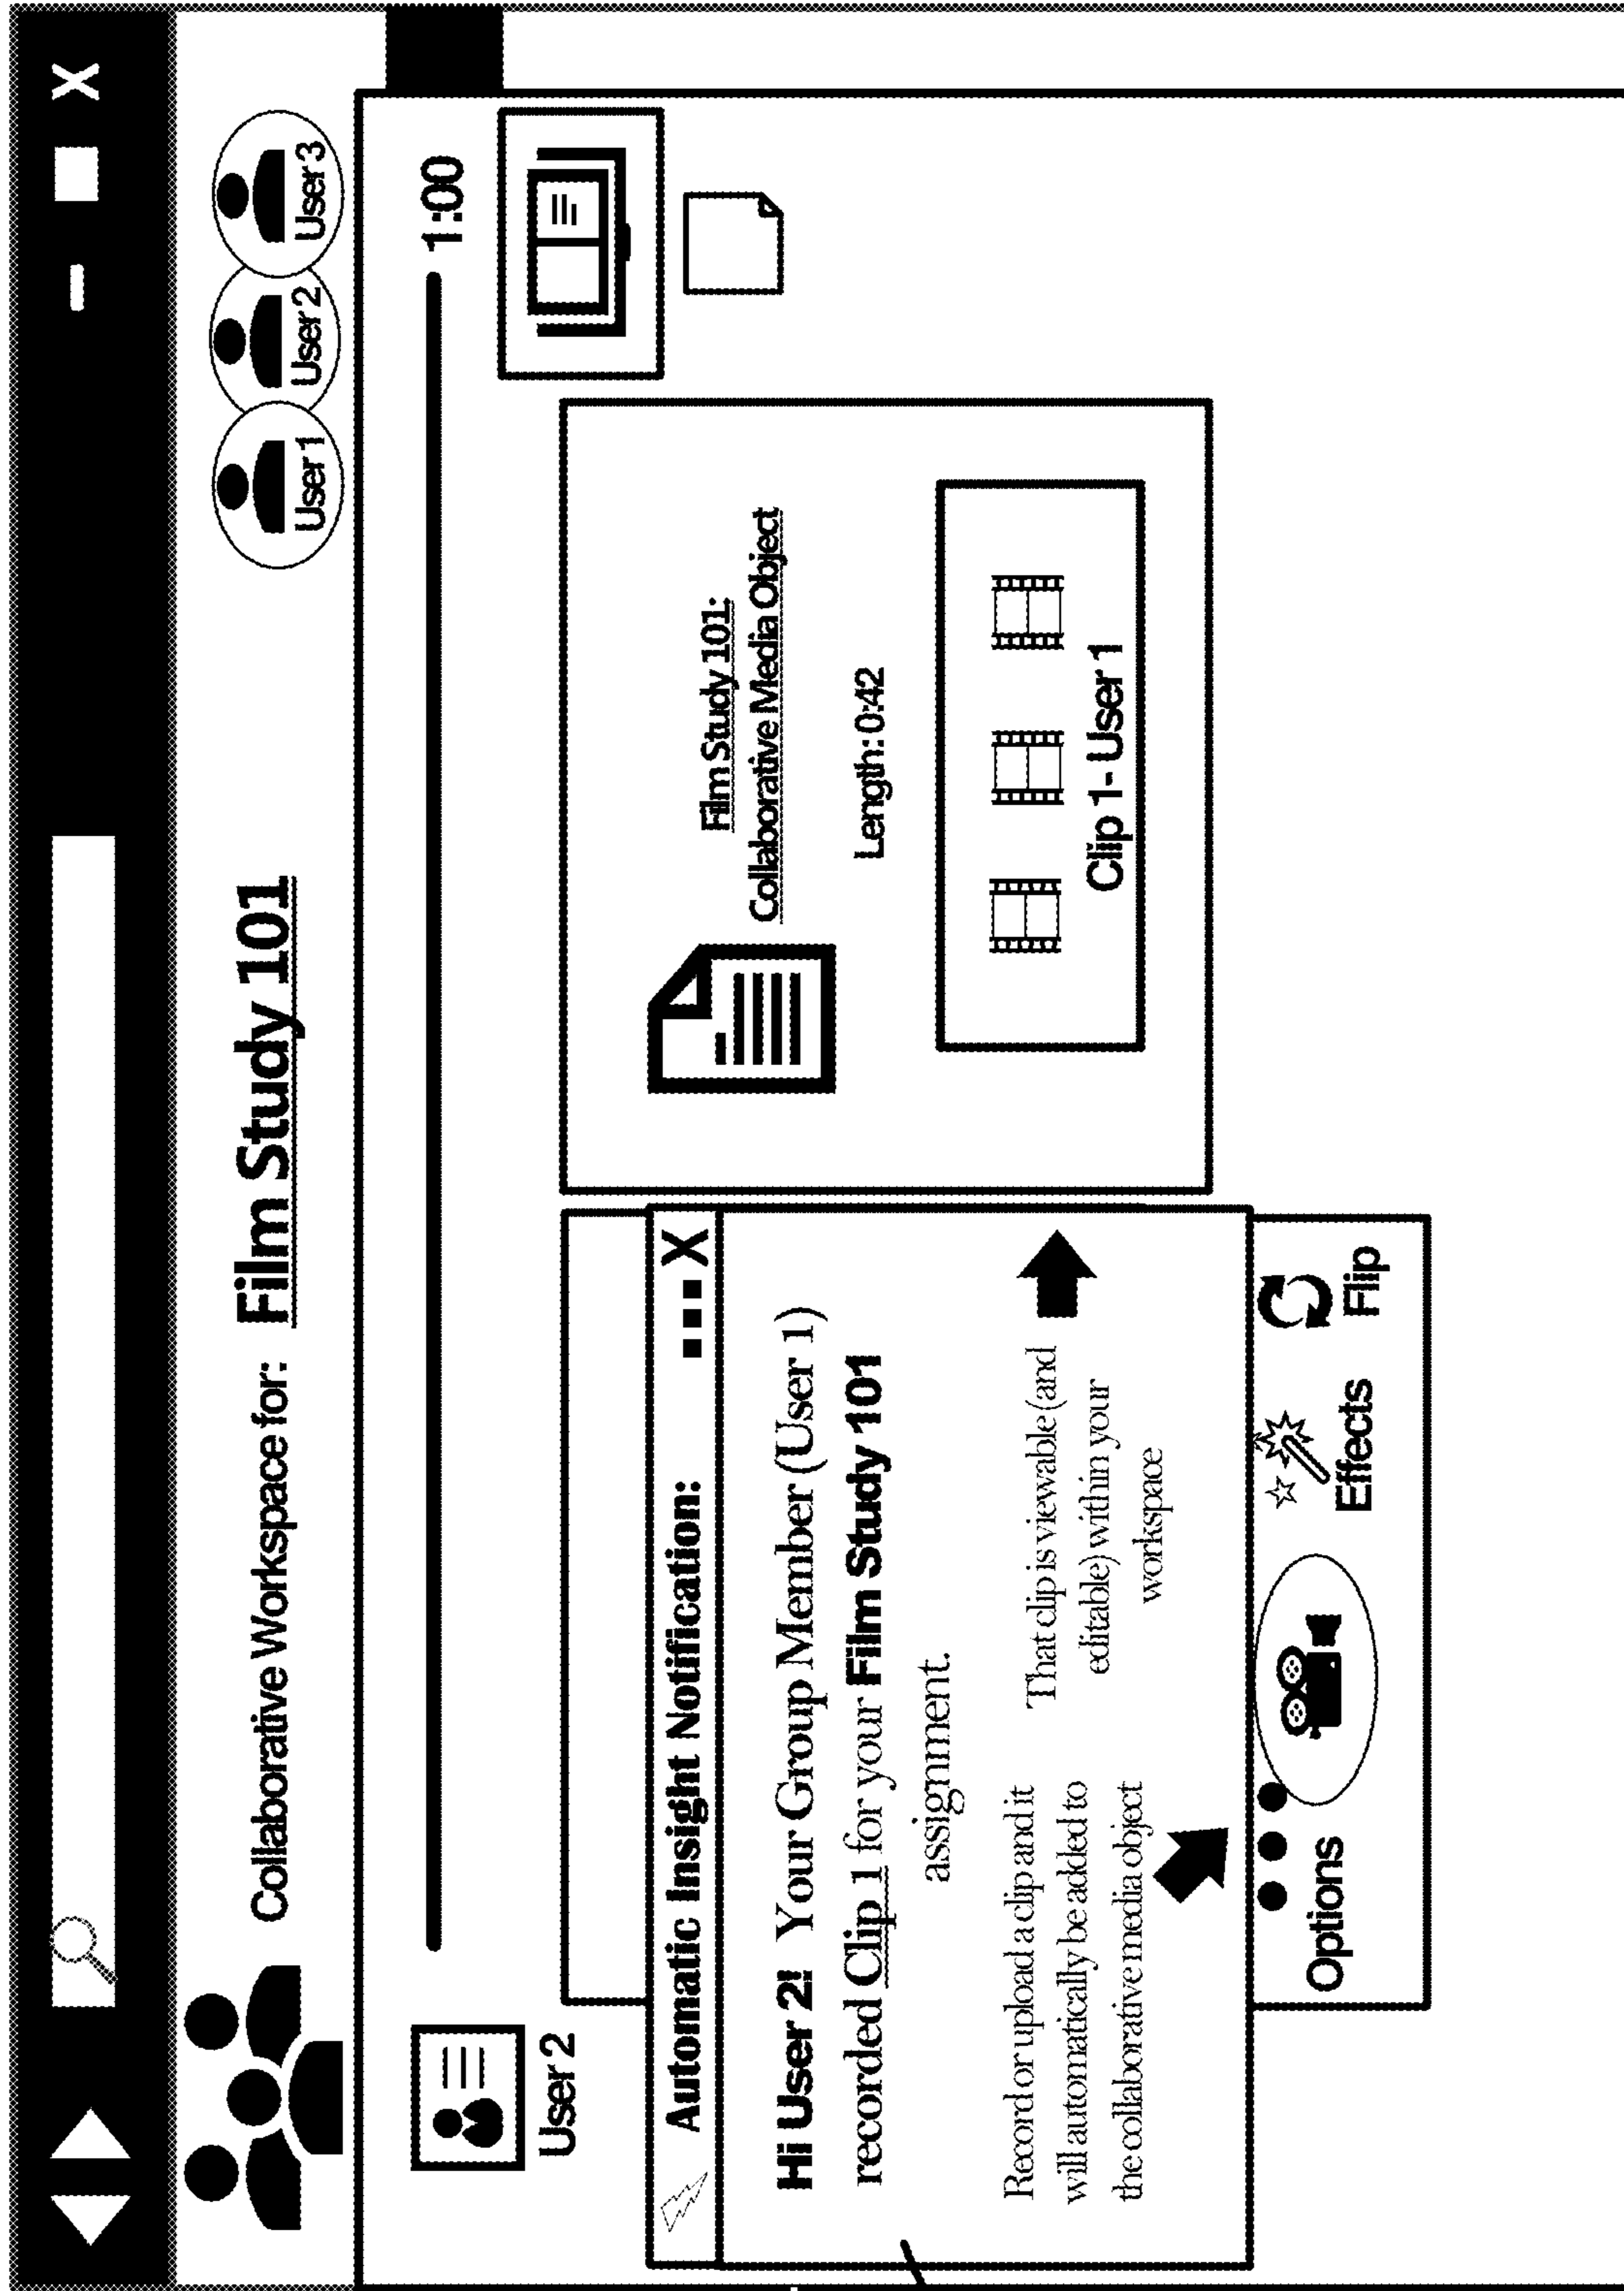 X
Collaborative Workspace for: Film Study 101
User 1
User 2
User 3
User 2
1:00
Automatic Insight Notification:
X
Hi User 2! Your Group Member (User 1)
recorded Clip 1 for your Film Study 101
assignment.
Record or upload a clip and it
will automatically be added to
the collaborative media object
That clip is viewable (and
editable) within your
workspace
Options
Effects
Flip
Film Study 101:
Collaborative Media Object
Length: 0:42
Clip 1- User 1